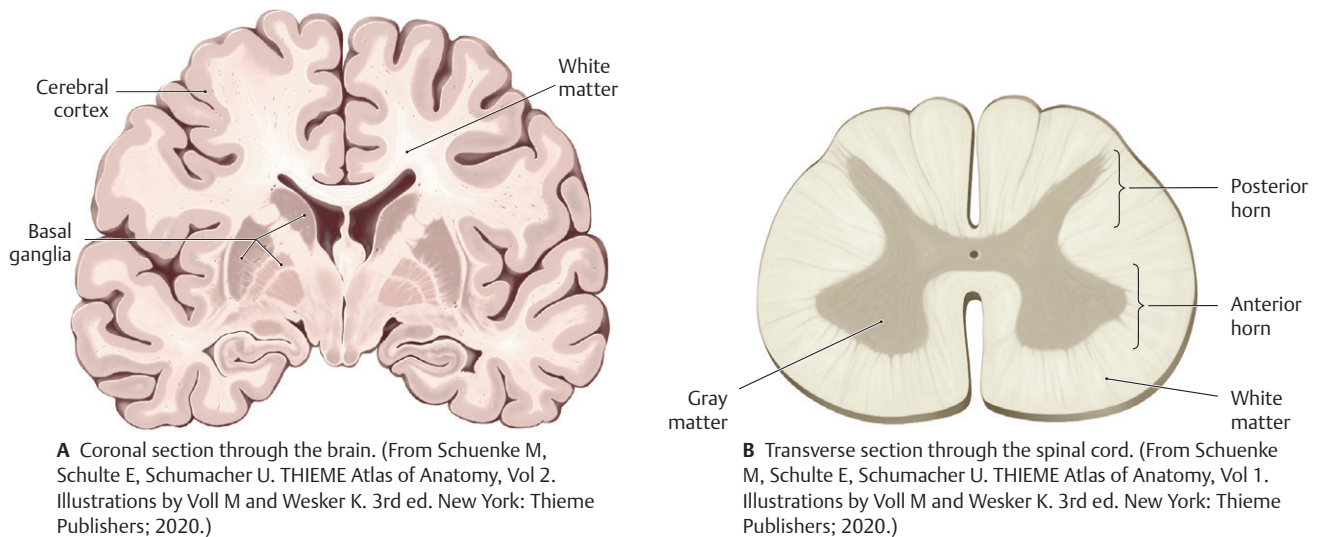 Cerebral
cortex
White
matter
Basal
ganglia
A Coronal section through the brain. (From Schuenke M,
Schulte E, Schumacher U. THIEME Atlas of Anatomy, Vol 2.
Illustrations by Voll M and Wesker K. 3rd ed. New York: Thieme
Publishers; 2020.)
Posterior
horn
Anterior
horn
Gray
matter
White
matter
B Transverse section through the spinal cord. (From Schuenke
M, Schulte E, Schumacher U. THIEME Atlas of Anatomy, Vol 1.
Illustrations by Voll M and Wesker K. 3rd ed. New York: Thieme
Publishers; 2020.)